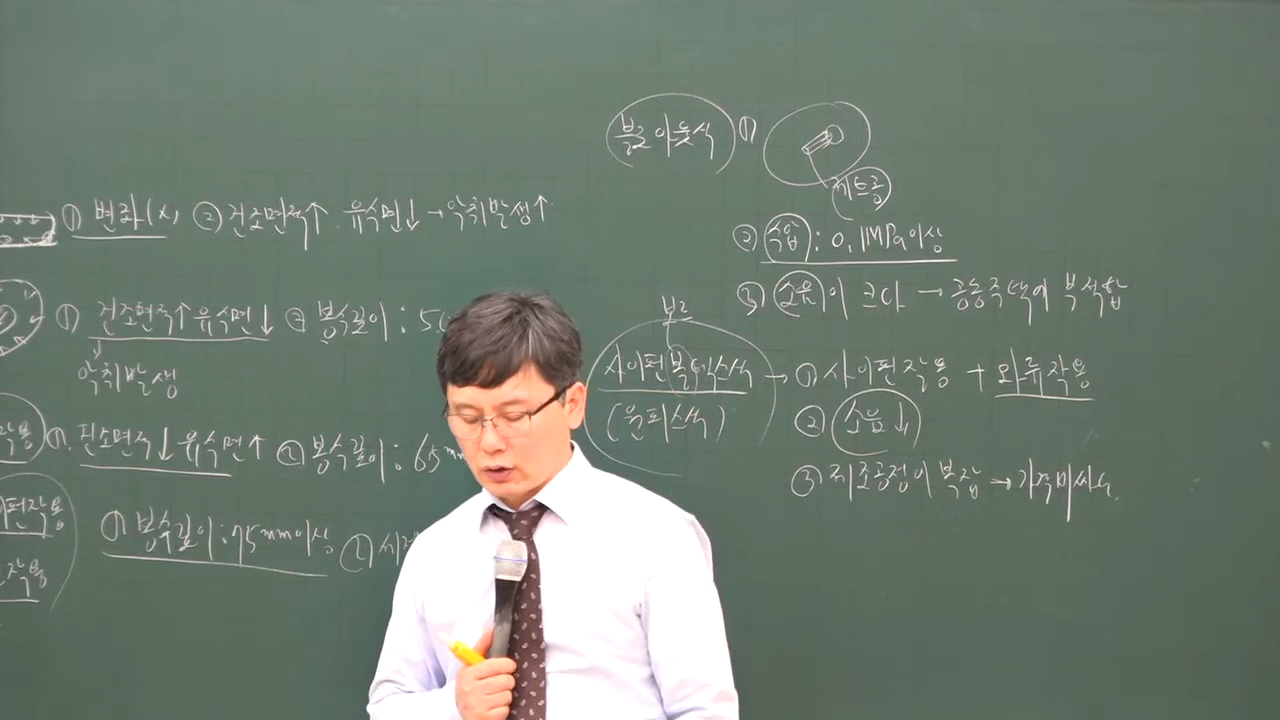 ① 변화(x) ② 건조면적↑ 유수면↓ → 악취발생↑
① 건조면적↑ 유수면↓ ② 봉수깊이 : 50
악취발생
작용 ①. 건조면적↓ 유수면↑ ② 봉수깊이 : 65mm
이펀작용
작용
① 봉수깊이 : 75mm이상 ②
블로아웃식 ①
제트공
② 수압 : 0.1MPa이상
③ 소음이 크다 → 공동주택에 부적합
블로
사이펀볼텍스식 → ① 사이펀작용 + 와류작용
(원피스식) ② 소음↓
③ 제조공정이 복잡 → 가격비싸다.